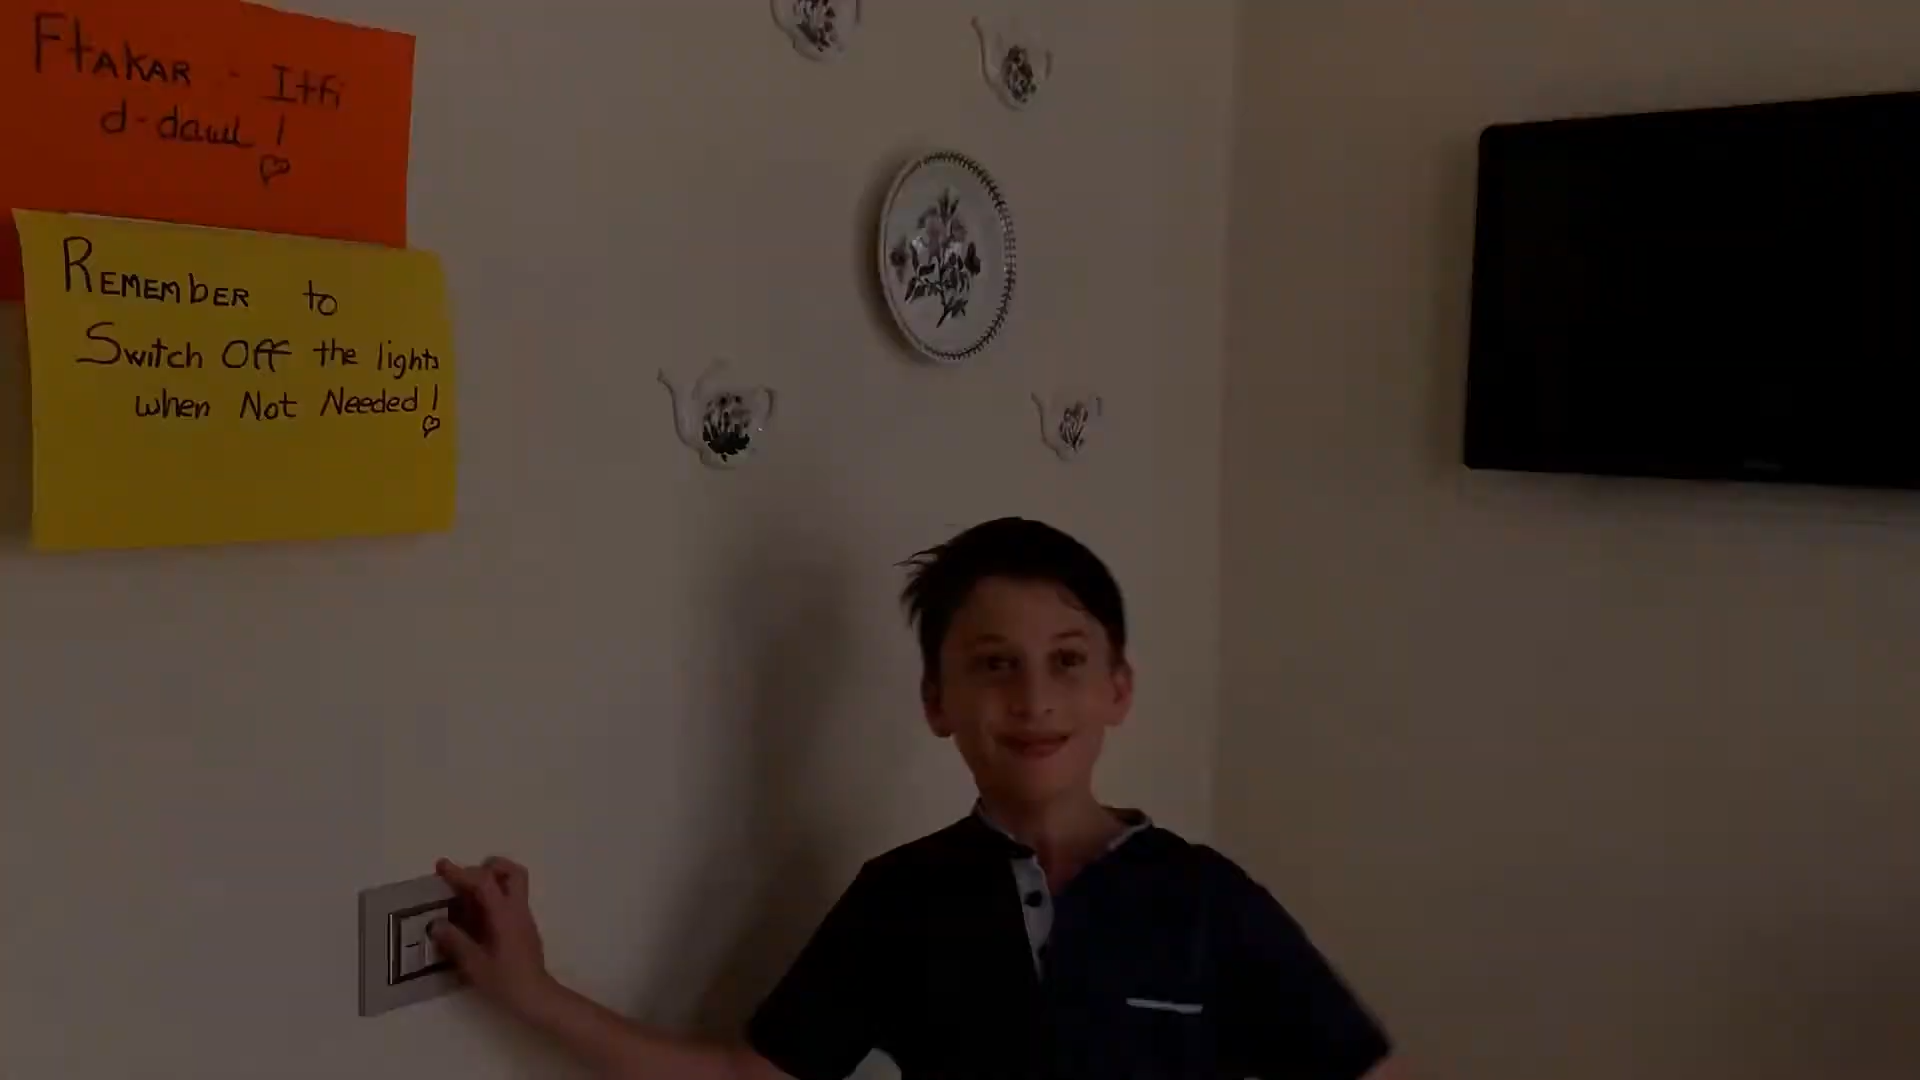 FtAKAR - Itfi
d-dawl!
REMEMbER to
Switch Off the lights
when Not Needed!